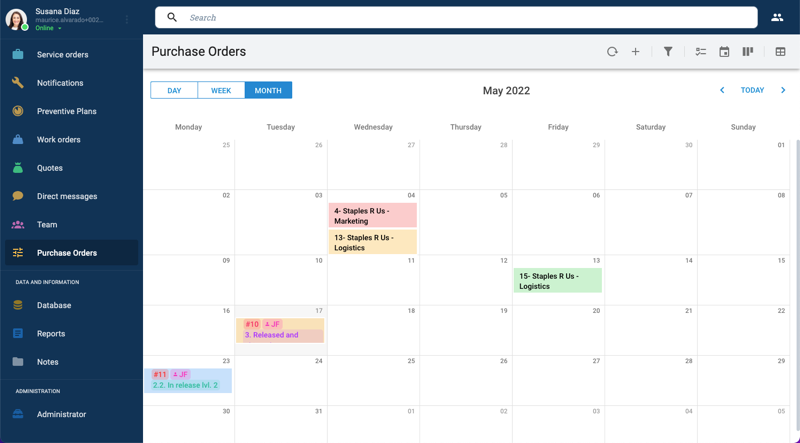 Susana Diaz
maurice.alvarado+002...
Online
Search
Service orders
Notifications
Preventive Plans
Work orders
Quotes
Direct messages
Team
Purchase Orders
DATA AND INFORMATION
Database
Reports
Notes
ADMINISTRATION
Administrator
Purchase Orders
DAY WEEK MONTH
May 2022
TODAY
Monday Tuesday Wednesday Thursday Friday Saturday Sunday
25 26 27 28 29 30 01
02 03 04 05 06 07 08
4- Staples R Us -
Marketing
13- Staples R Us -
Logistics
09 10 11 12 13 14 15
15- Staples R Us -
Logistics
16 17 18 19 20 21 22
#10 JF
3. Released and
23 24 25 26 27 28 29
#11 JF
2.2. In release lvl. 2
30 31 01 02 03 04 05